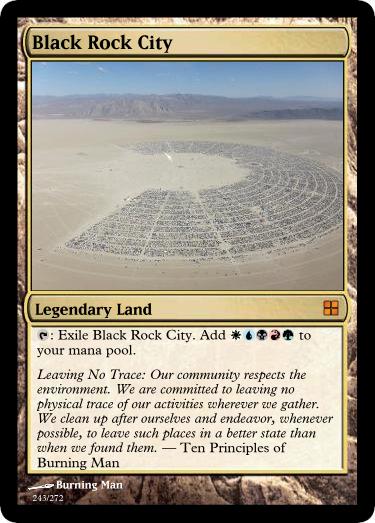 Black Rock City
Legendary Land
: Exile Black Rock City. Add to
your mana pool.
Leaving No Trace: Our community respects the
environment. We are committed to leaving no
physical trace of our activities wherever we gather.
We clean up after ourselves and endeavor, whenever
possible, to leave such places in a better state than
when we found them. — Ten Principles of
Burning Man
Burning Man
243/272